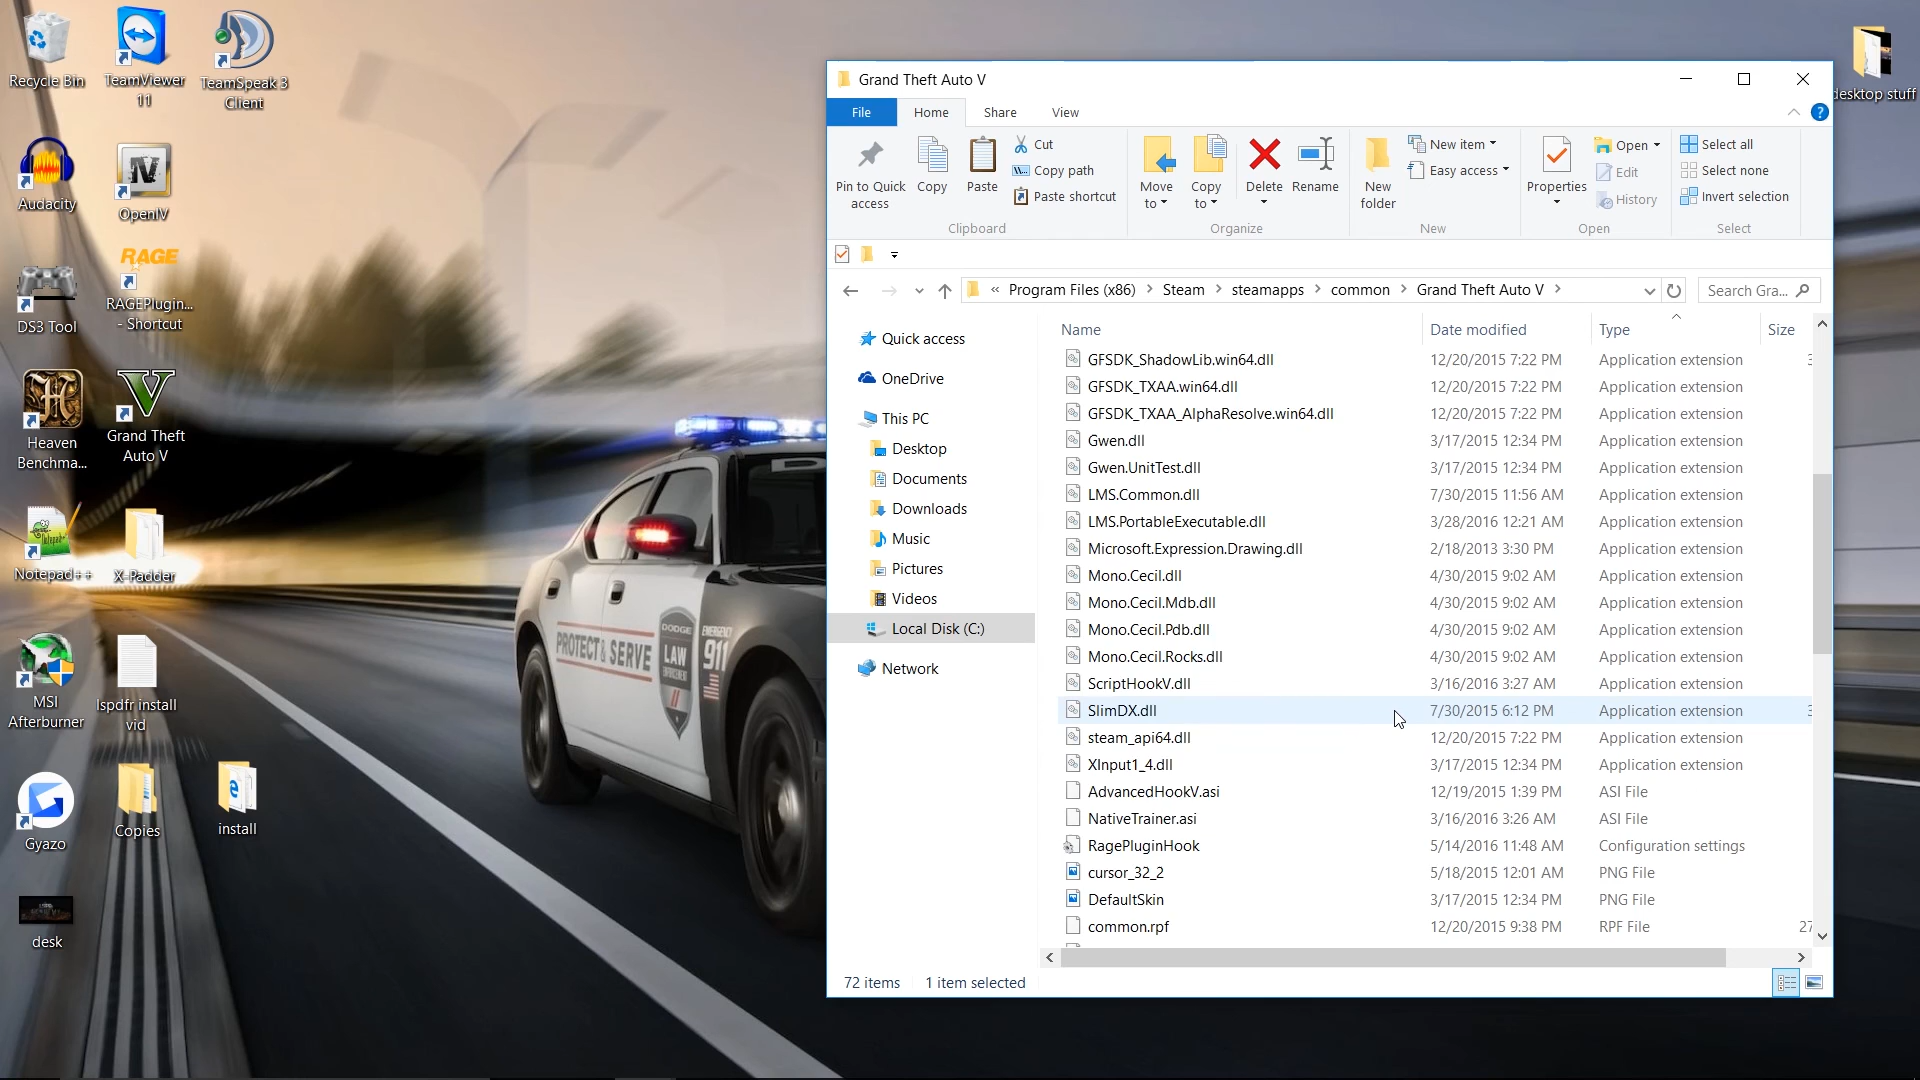 Recycle Bin
TeamViewer
11
TeamSpeak 3
Client
Audacity
OpenIV
RAGE
RAGEPlugin...
- Shortcut
DS3 Tool
Heaven
Benchma...
Grand Theft
Auto V
Notepad++
X-Padder
MSI
Afterburner
lspdfr install
vid
Gyazo
Copies
install
desk
desktop stuff
PROTECT & SERVE
DODGE
LAW
ENFORCEMENT
EMERGENCY
911
Grand Theft Auto V
File
Home
Share
View
Pin to Quick
access
Copy
Paste
Cut
Copy path
Paste shortcut
Clipboard
Move
to
Copy
to
Delete
Rename
Organize
New
folder
New item
Easy access
New
Properties
Open
Edit
History
Open
Select all
Select none
Invert selection
Select
« Program Files (x86) > Steam > steamapps > common > Grand Theft Auto V >
Search Gra...
Quick access
OneDrive
This PC
Desktop
Documents
Downloads
Music
Pictures
Videos
Local Disk (C:)
Network
Name Date modified Type Size
GFSDK_ShadowLib.win64.dll 12/20/2015 7:22 PM Application extension 3
GFSDK_TXAA.win64.dll 12/20/2015 7:22 PM Application extension
GFSDK_TXAA_AlphaResolve.win64.dll 12/20/2015 7:22 PM Application extension
Gwen.dll 3/17/2015 12:34 PM Application extension
Gwen.UnitTest.dll 3/17/2015 12:34 PM Application extension
LMS.Common.dll 7/30/2015 11:56 AM Application extension
LMS.PortableExecutable.dll 3/28/2016 12:21 AM Application extension
Microsoft.Expression.Drawing.dll 2/18/2013 3:30 PM Application extension
Mono.Cecil.dll 4/30/2015 9:02 AM Application extension
Mono.Cecil.Mdb.dll 4/30/2015 9:02 AM Application extension
Mono.Cecil.Pdb.dll 4/30/2015 9:02 AM Application extension
Mono.Cecil.Rocks.dll 4/30/2015 9:02 AM Application extension
ScriptHookV.dll 3/16/2016 3:27 AM Application extension
SlimDX.dll 7/30/2015 6:12 PM Application extension 3
steam_api64.dll 12/20/2015 7:22 PM Application extension
XInput1_4.dll 3/17/2015 12:34 PM Application extension
AdvancedHookV.asi 12/19/2015 1:39 PM ASI File
NativeTrainer.asi 3/16/2016 3:26 AM ASI File
RagePluginHook 5/14/2016 11:48 AM Configuration settings
cursor_32_2 5/18/2015 12:01 AM PNG File
DefaultSkin 3/17/2015 12:34 PM PNG File
common.rpf 12/20/2015 9:38 PM RPF File 27
72 items 1 item selected